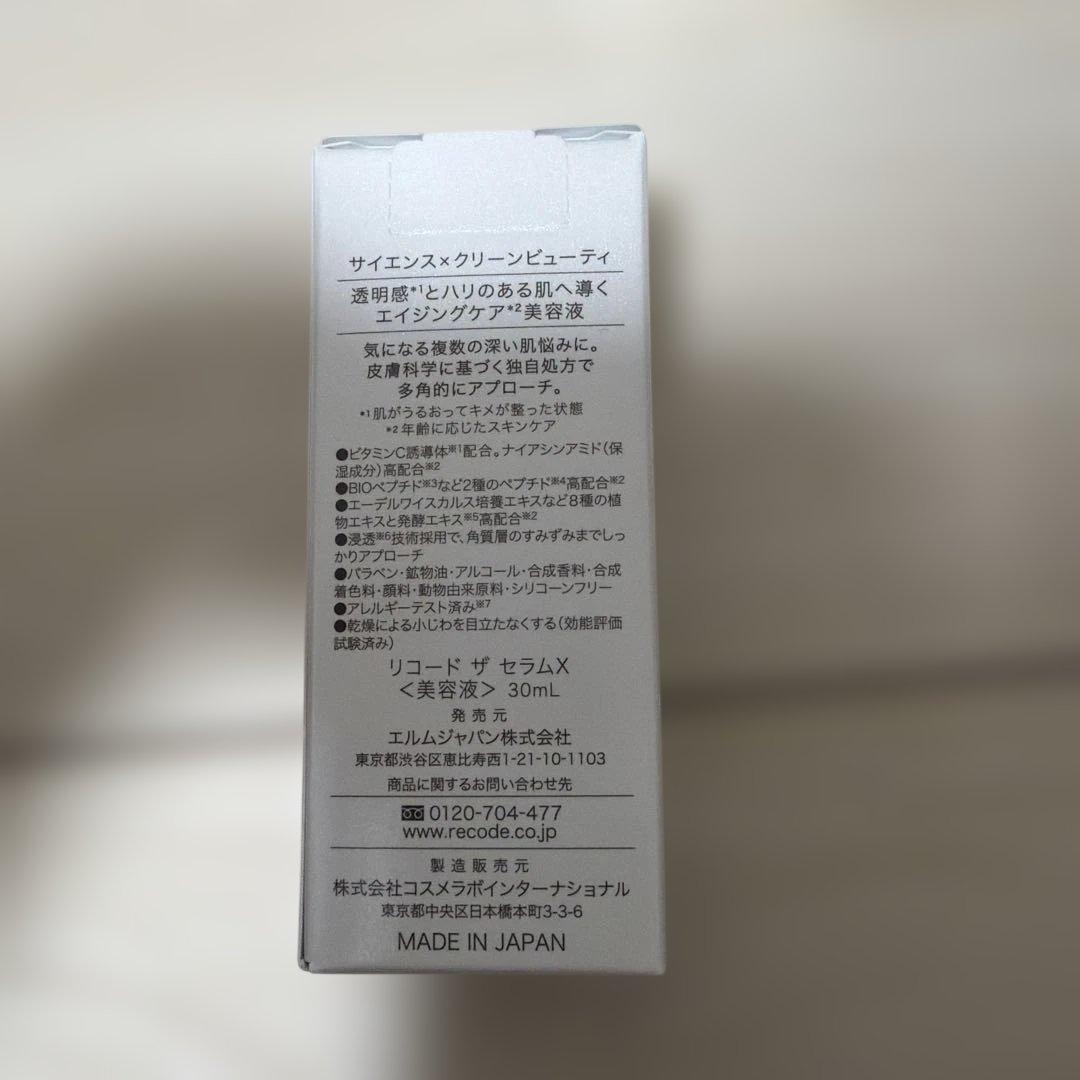 サイエンス×クリーンビューティ
透明感*1とハリのある肌へ導く
エイジングケア*2美容液
気になる複数の深い肌悩みに。
皮膚科学に基づく独自処方で
多角的にアプローチ。
*1肌がうるおってキメが整った状態
*2年齢に応じたスキンケア
●ビタミンC誘導体※1配合。ナイアシンアミド(保
湿成分)高配合※2
●BIOペプチド※3など2種のペプチド※4高配合※2
●エーデルワイスカルス培養エキスなど8種の植
物エキスと発酵エキス※5高配合※2
●浸透※6技術採用で、角質層のすみずみまでしっ
かりアプローチ
●パラベン・鉱物油・アルコール・合成香料・合成
着色料・顔料・動物由来原料・シリコーンフリー
●アレルギーテスト済み※7
●乾燥による小じわを目立たなくする(効能評価
試験済み)
リコード ザ セラムX
<美容液> 30mL
発売元
エルムジャパン株式会社
東京都渋谷区恵比寿西1-21-10-1103
商品に関するお問い合わせ先
0120-704-477
www.recode.co.jp
製造販売元
株式会社コスメラボインターナショナル
東京都中央区日本橋本町3-3-6
MADE IN JAPAN